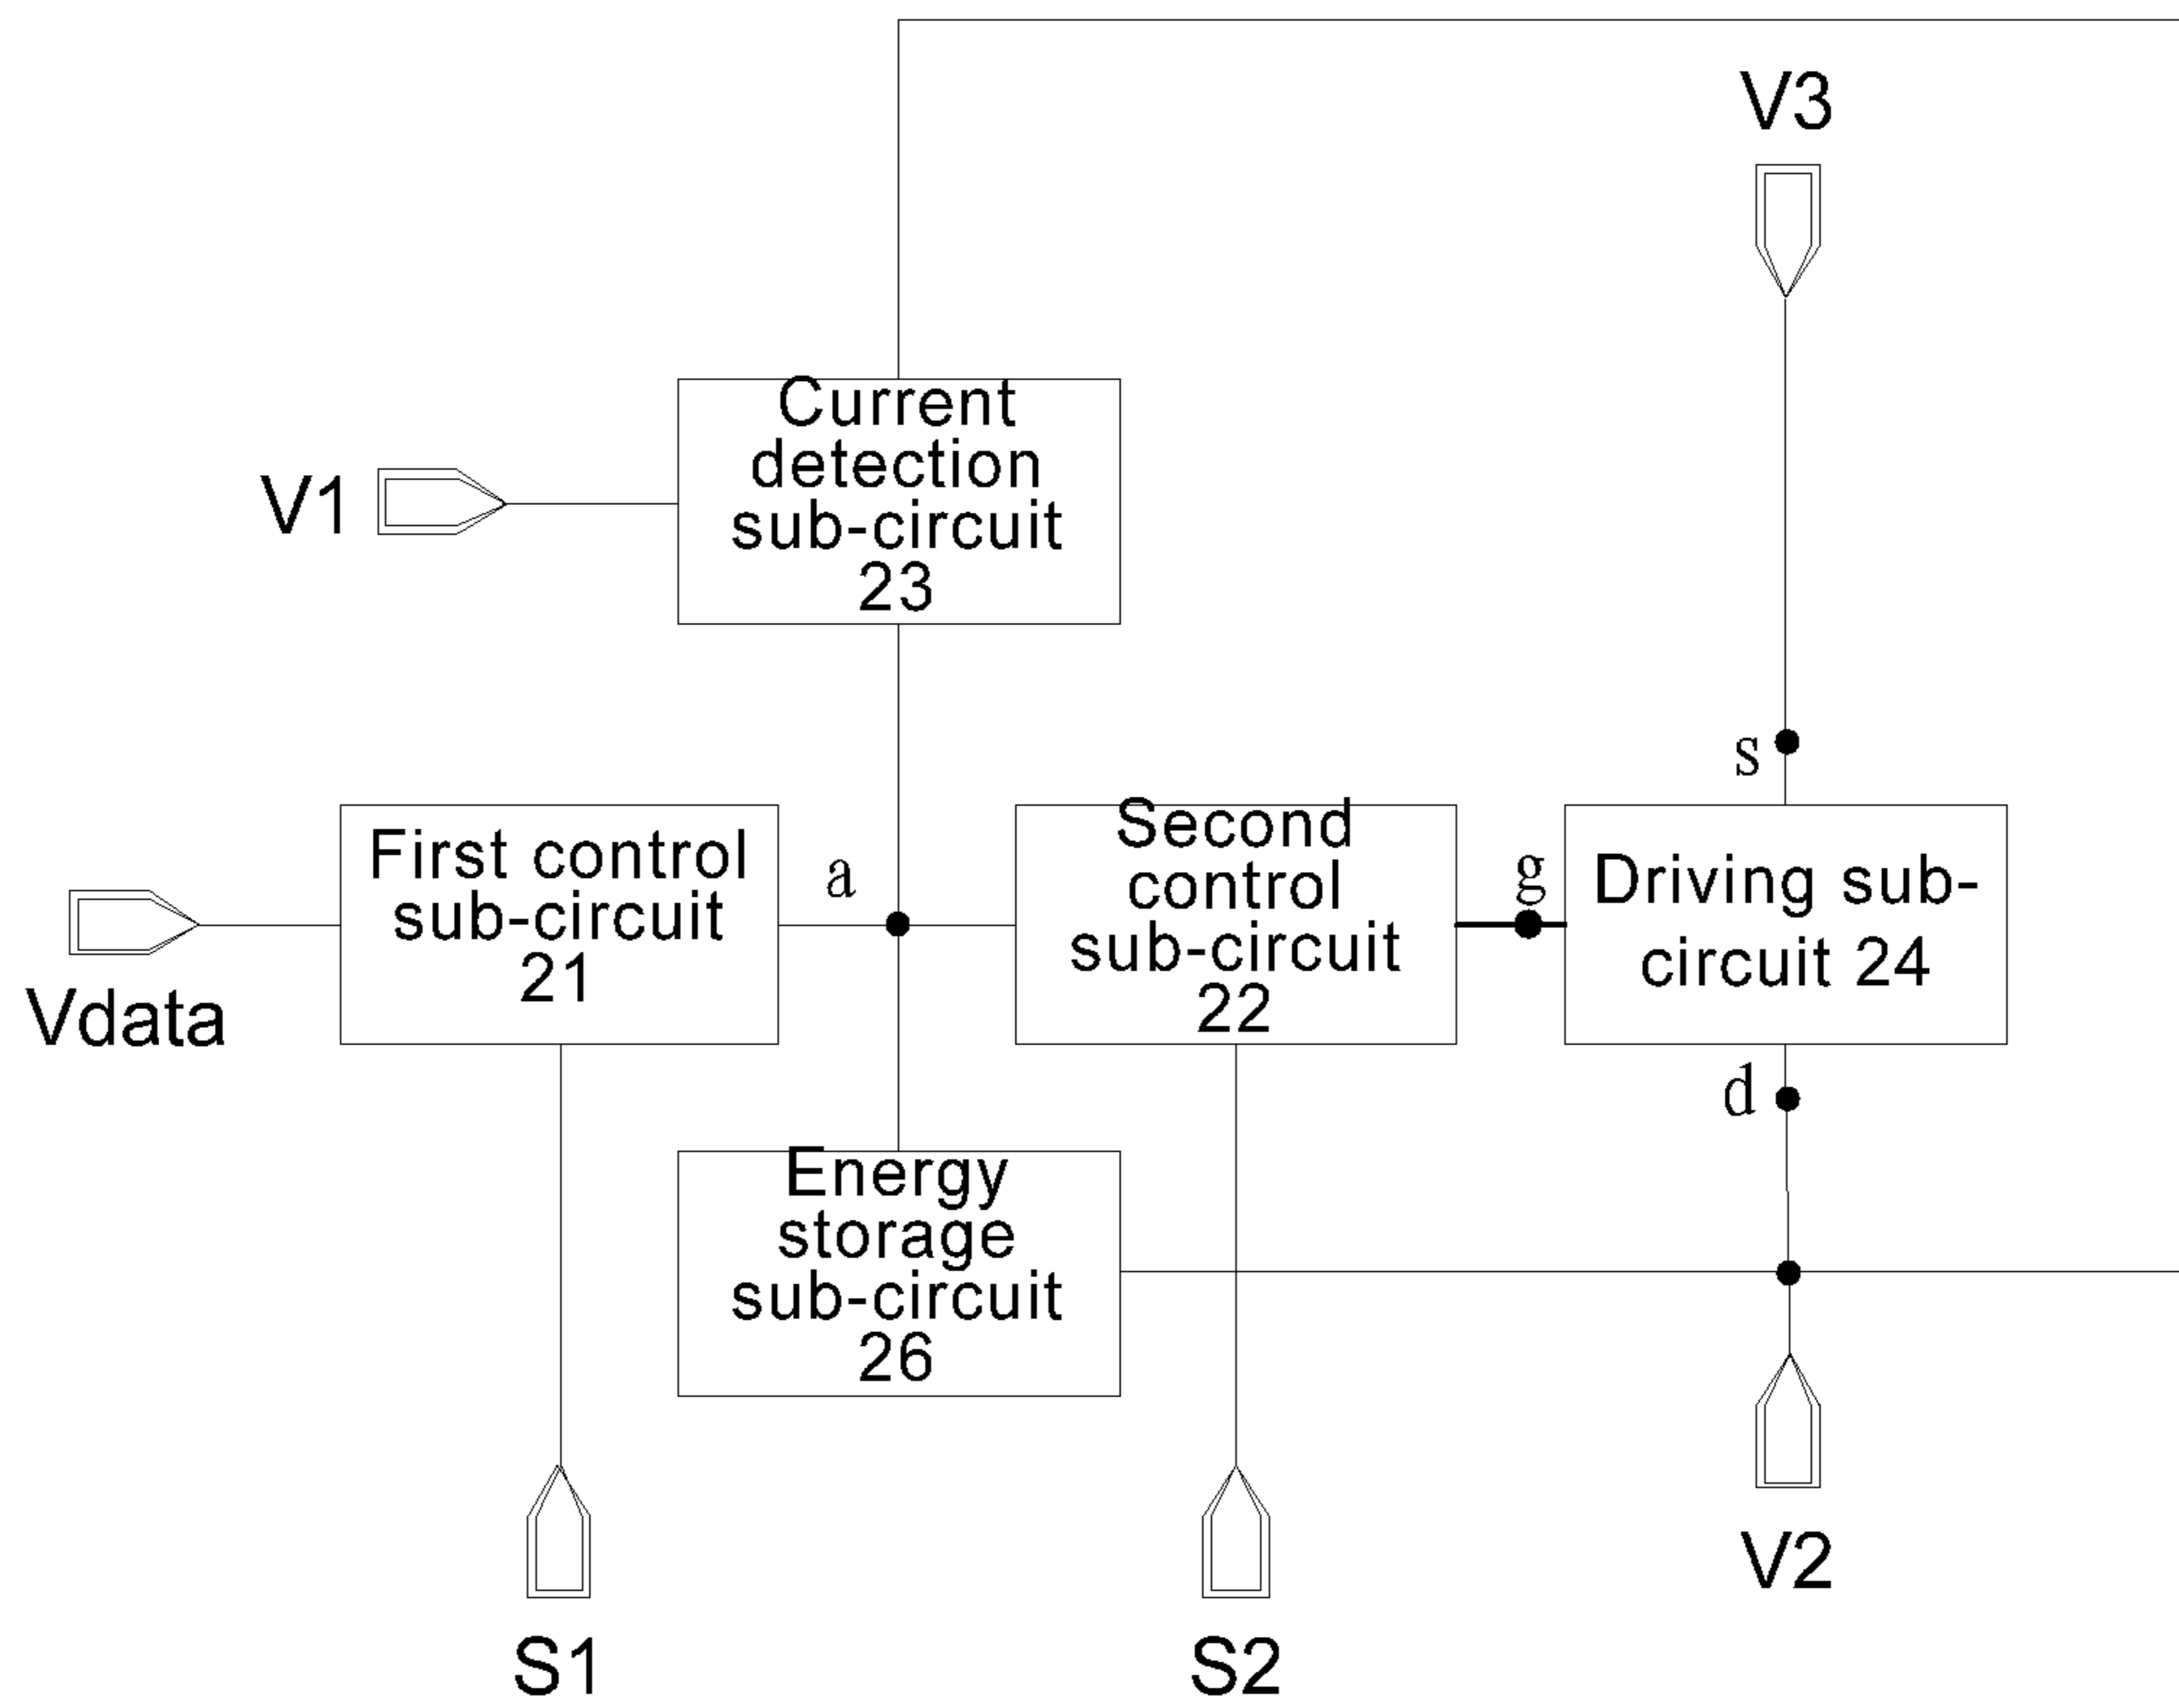 V3
Current
detection
sub-circuit
23
V1
s
First control
sub-circuit
21
a
Second
control
sub-circuit
22
g
Driving sub-
circuit 24
Vdata
d
Energy
storage
sub-circuit
26
V2
S1
S2